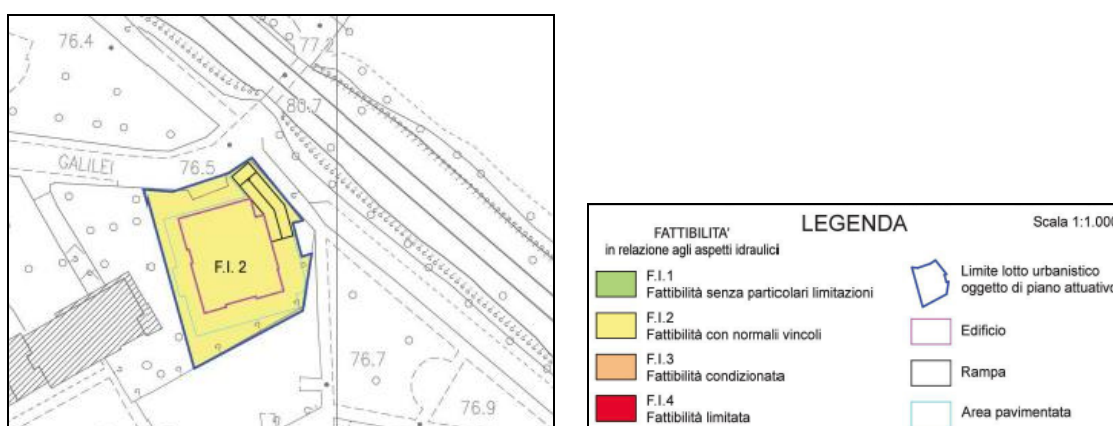 76.4
77.2
80.7
GALILEI
76.5
F.I. 2
76.7
76.9
LEGENDA
Scala 1:1.000
FATTIBILITA'
in relazione agli aspetti idraulici
F.I.1
Fattibilità senza particolari limitazioni
F.I.2
Fattibilità con normali vincoli
F.I.3
Fattibilità condizionata
F.I.4
Fattibilità limitata
Limite lotto urbanistico
oggetto di piano attuativo
Edificio
Rampa
Area pavimentata